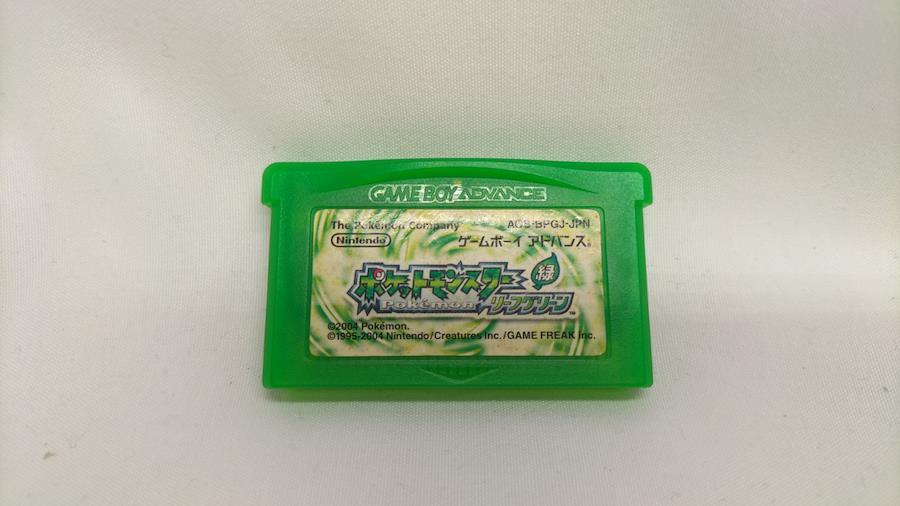 GAME BOY ADVANCE
The Pokémon Company AGB-BPGJ-JPN
Nintendo ゲームボーイ アドバンス
ポケットモンスター 緑
Pokémon リーフグリーン TM
©2004 Pokémon.
©1995-2004 Nintendo/Creatures Inc./GAME FREAK Inc.